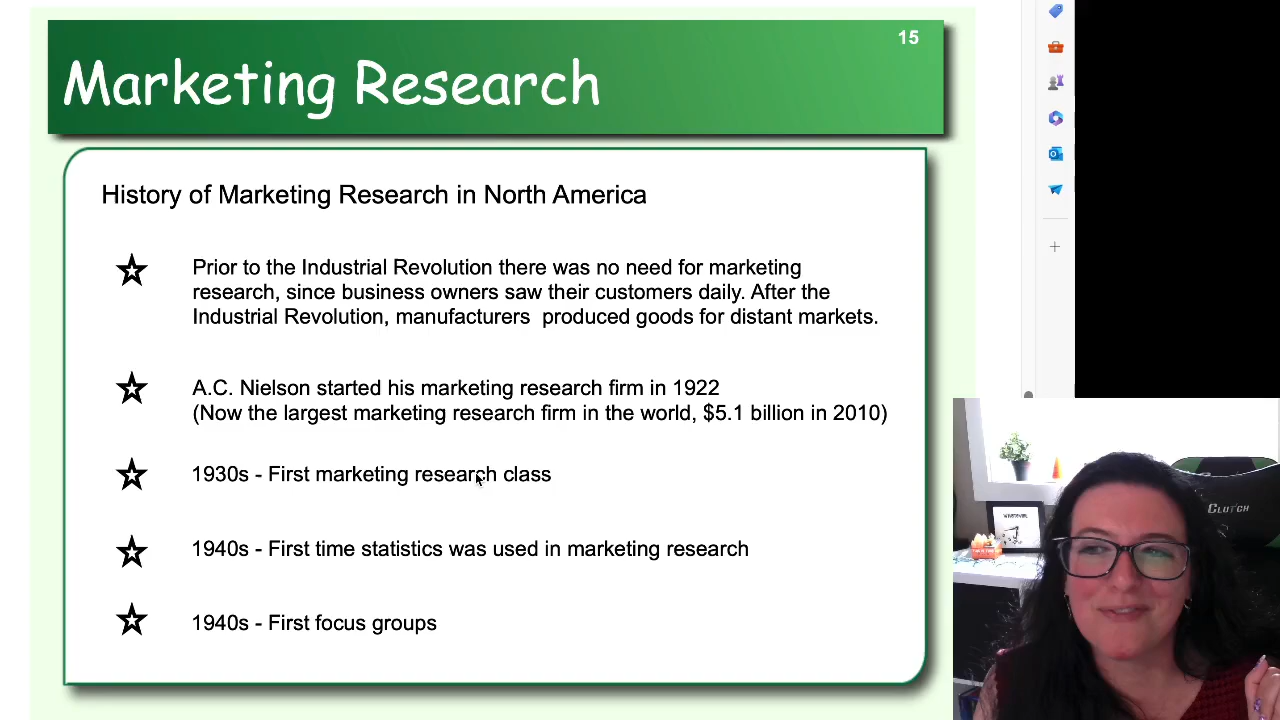 15
Marketing Research
History of Marketing Research in North America
Prior to the Industrial Revolution there was no need for marketing
research, since business owners saw their customers daily. After the
Industrial Revolution, manufacturers produced goods for distant markets.
A.C. Nielson started his marketing research firm in 1922
(Now the largest marketing research firm in the world, $5.1 billion in 2010)
1930s - First marketing research class
1940s - First time statistics was used in marketing research
1940s - First focus groups
CLUTCH